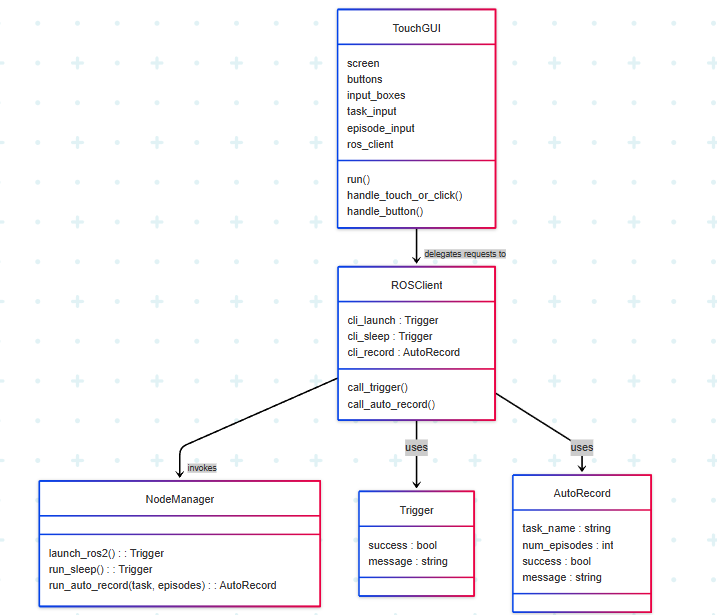 TouchGUI
screen
buttons
input_boxes
task_input
episode_input
ros_client
run()
handle_touch_or_click()
handle_button()
delegates requests to
ROSClient
cli_launch : Trigger
cli_sleep : Trigger
cli_record : AutoRecord
call_trigger()
call_auto_record()
invokes
uses
uses
NodeManager
launch_ros2() : : Trigger
run_sleep() : : Trigger
run_auto_record(task, episodes) : : AutoRecord
Trigger
success : bool
message : string
AutoRecord
task_name : string
num_episodes : int
success : bool
message : string